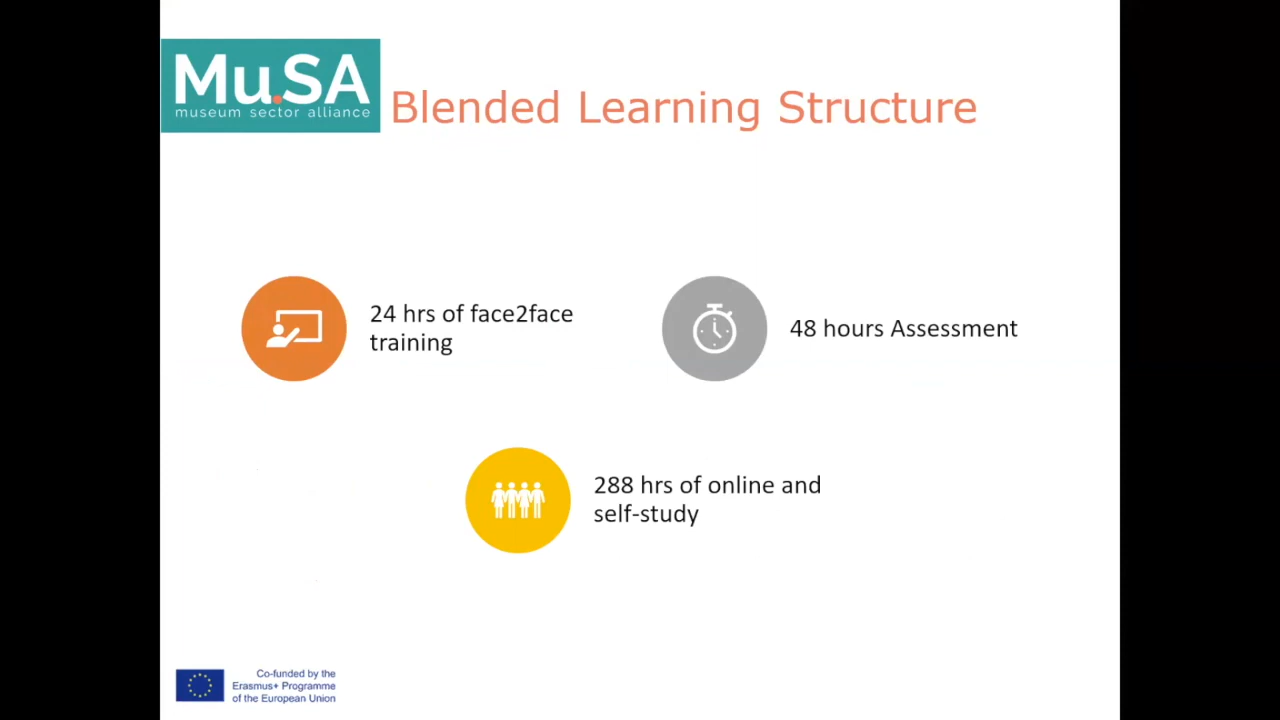 Mu.SA
museum sector alliance
Blended Learning Structure
24 hrs of face2face
training
48 hours Assessment
288 hrs of online and
self-study
Co-funded by the
Erasmus+ Programme
of the European Union